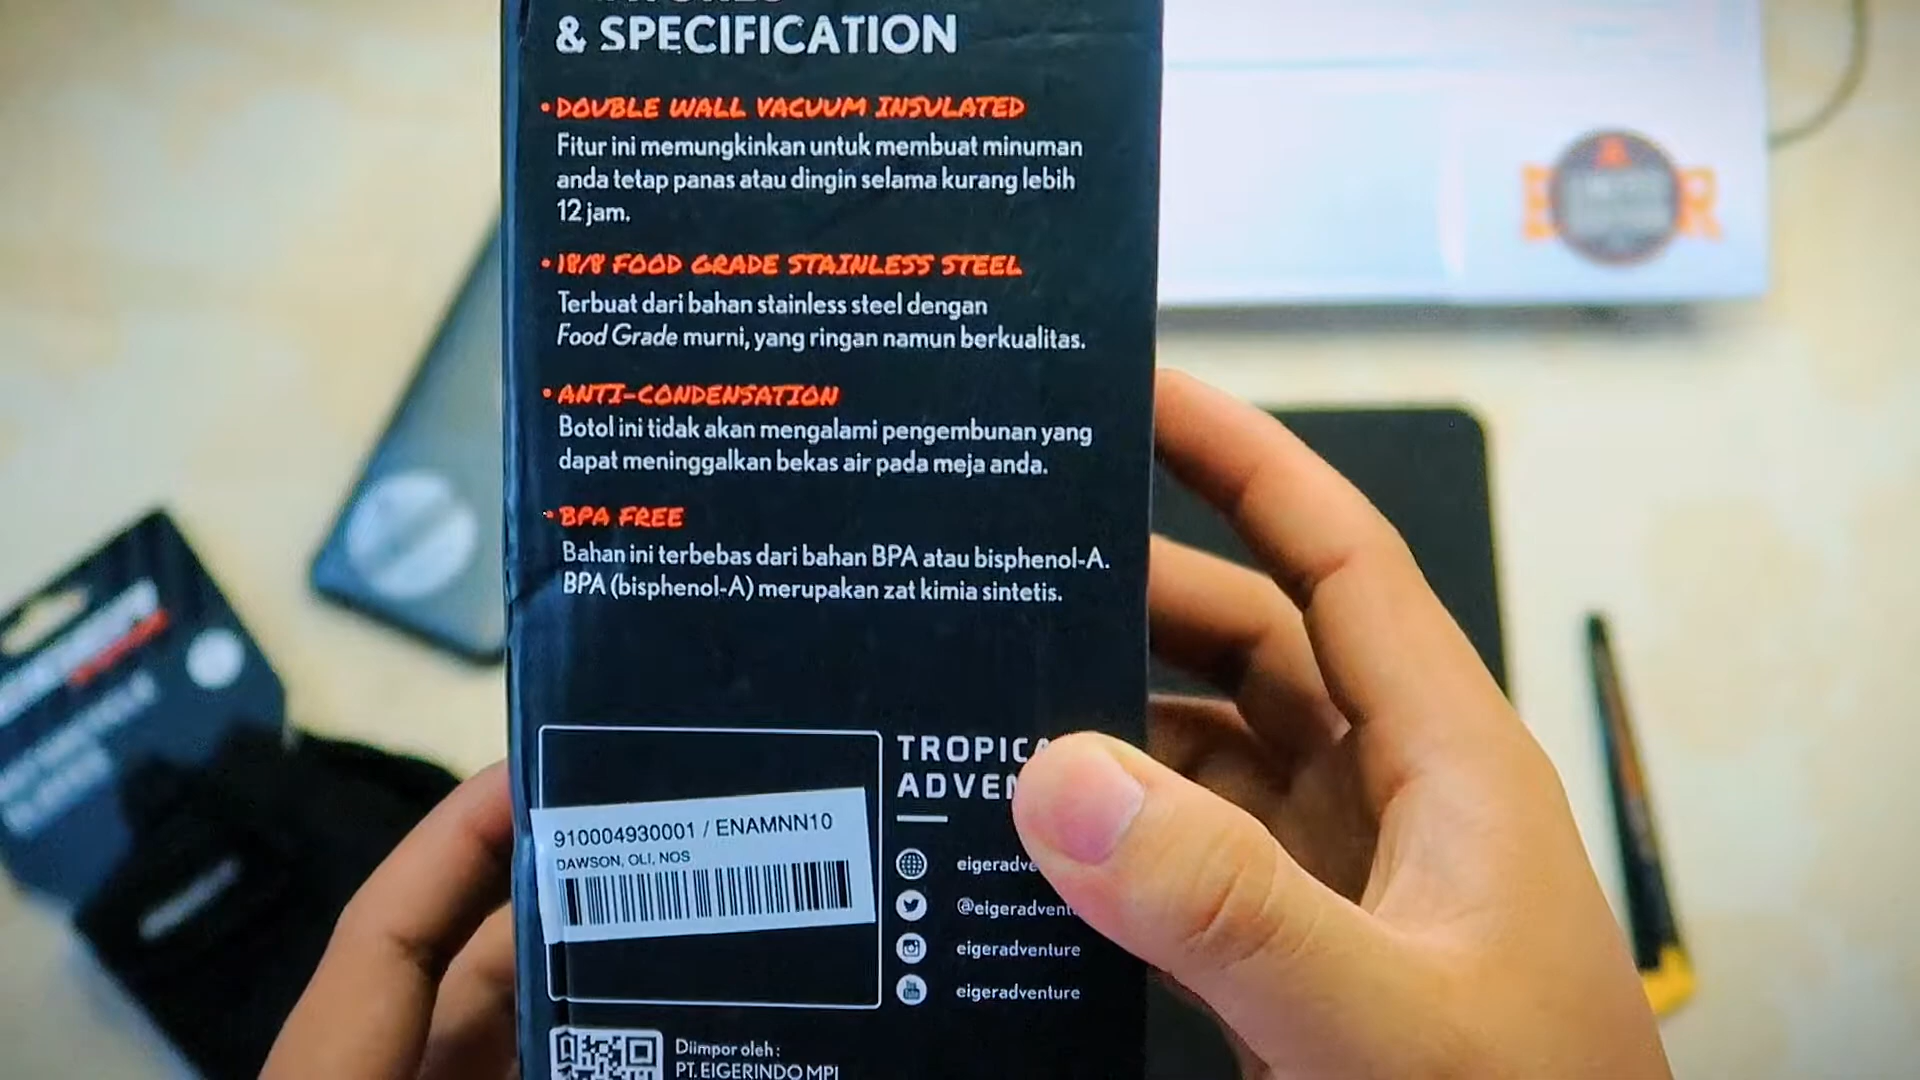 & SPECIFICATION
• DOUBLE WALL VACUUM INSULATED
Fitur ini memungkinkan untuk membuat minuman
anda tetap panas atau dingin selama kurang lebih
12 jam.
• 18/8 FOOD GRADE STAINLESS STEEL
Terbuat dari bahan stainless steel dengan
Food Grade murni, yang ringan namun berkualitas.
• ANTI-CONDENSATION
Botol ini tidak akan mengalami pengembunan yang
dapat meninggalkan bekas air pada meja anda.
• BPA FREE
Bahan ini terbebas dari bahan BPA atau bisphenol-A.
BPA (bisphenol-A) merupakan zat kimia sintetis.
910004930001 / ENAMNN10
DAWSON, OLI, NOS
TROPIC
ADVEN
eigeradve
@eigeradvent
eigeradventure
eigeradventure
Diimpor oleh :
PT. EIGERINDO MPI